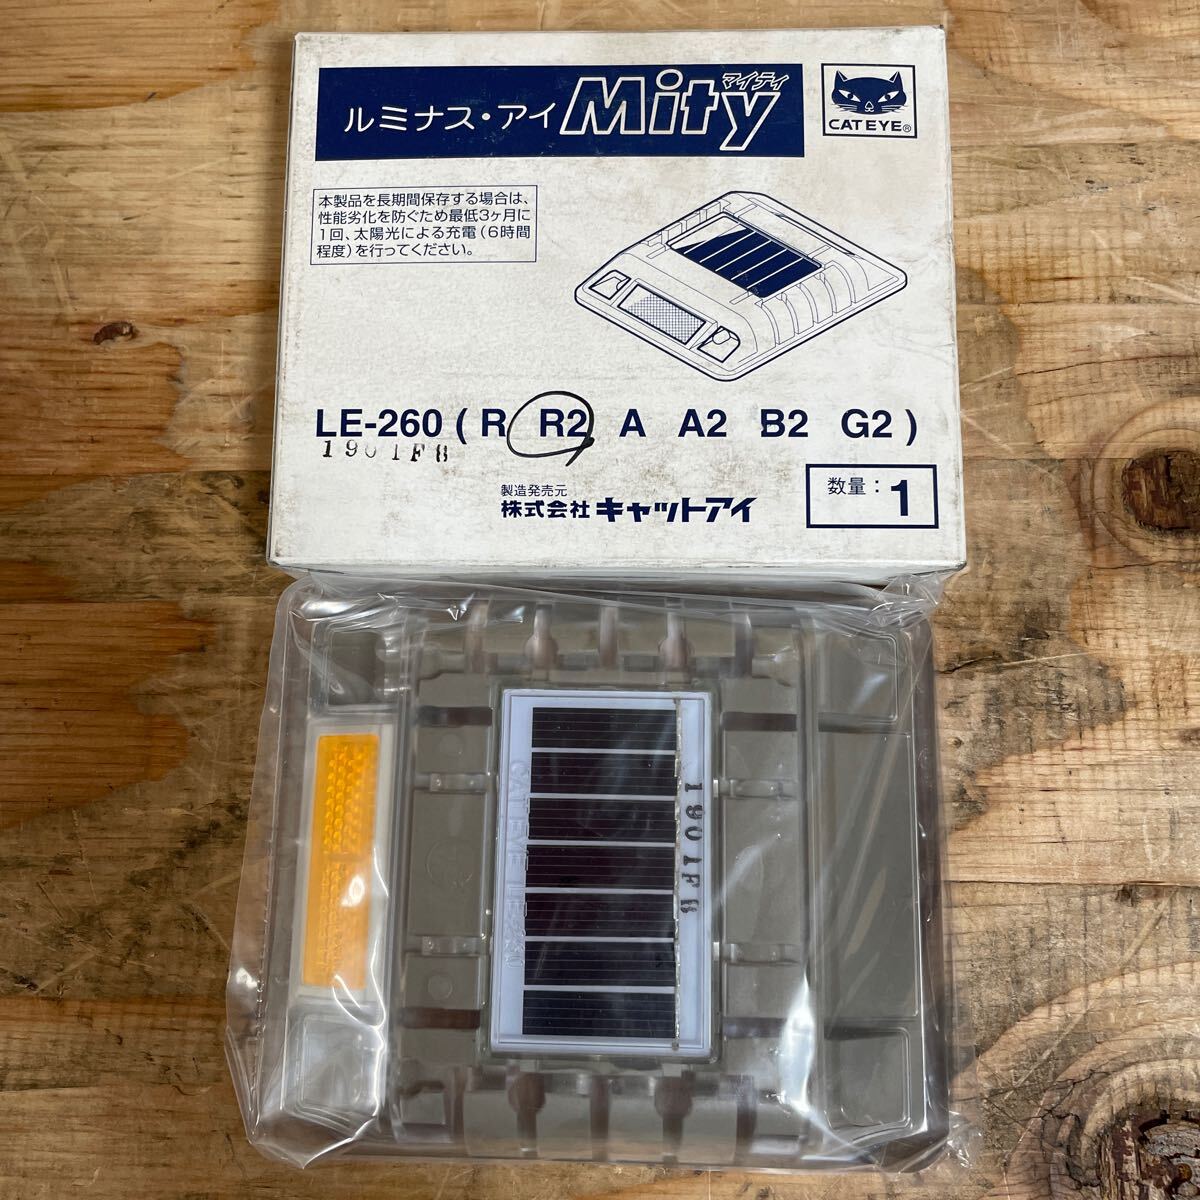 ルミナス・アイ Mity
マイティ
CATEYE®
本製品を長期間保存する場合は、
性能劣化を防ぐため最低3ヶ月に
1回、太陽光による充電(6時間
程度)を行ってください。
LE-260 ( R R2 A A2 B2 G2 )
1901F8
製造発売元
株式会社 キャットアイ
数量: 1
1901F8